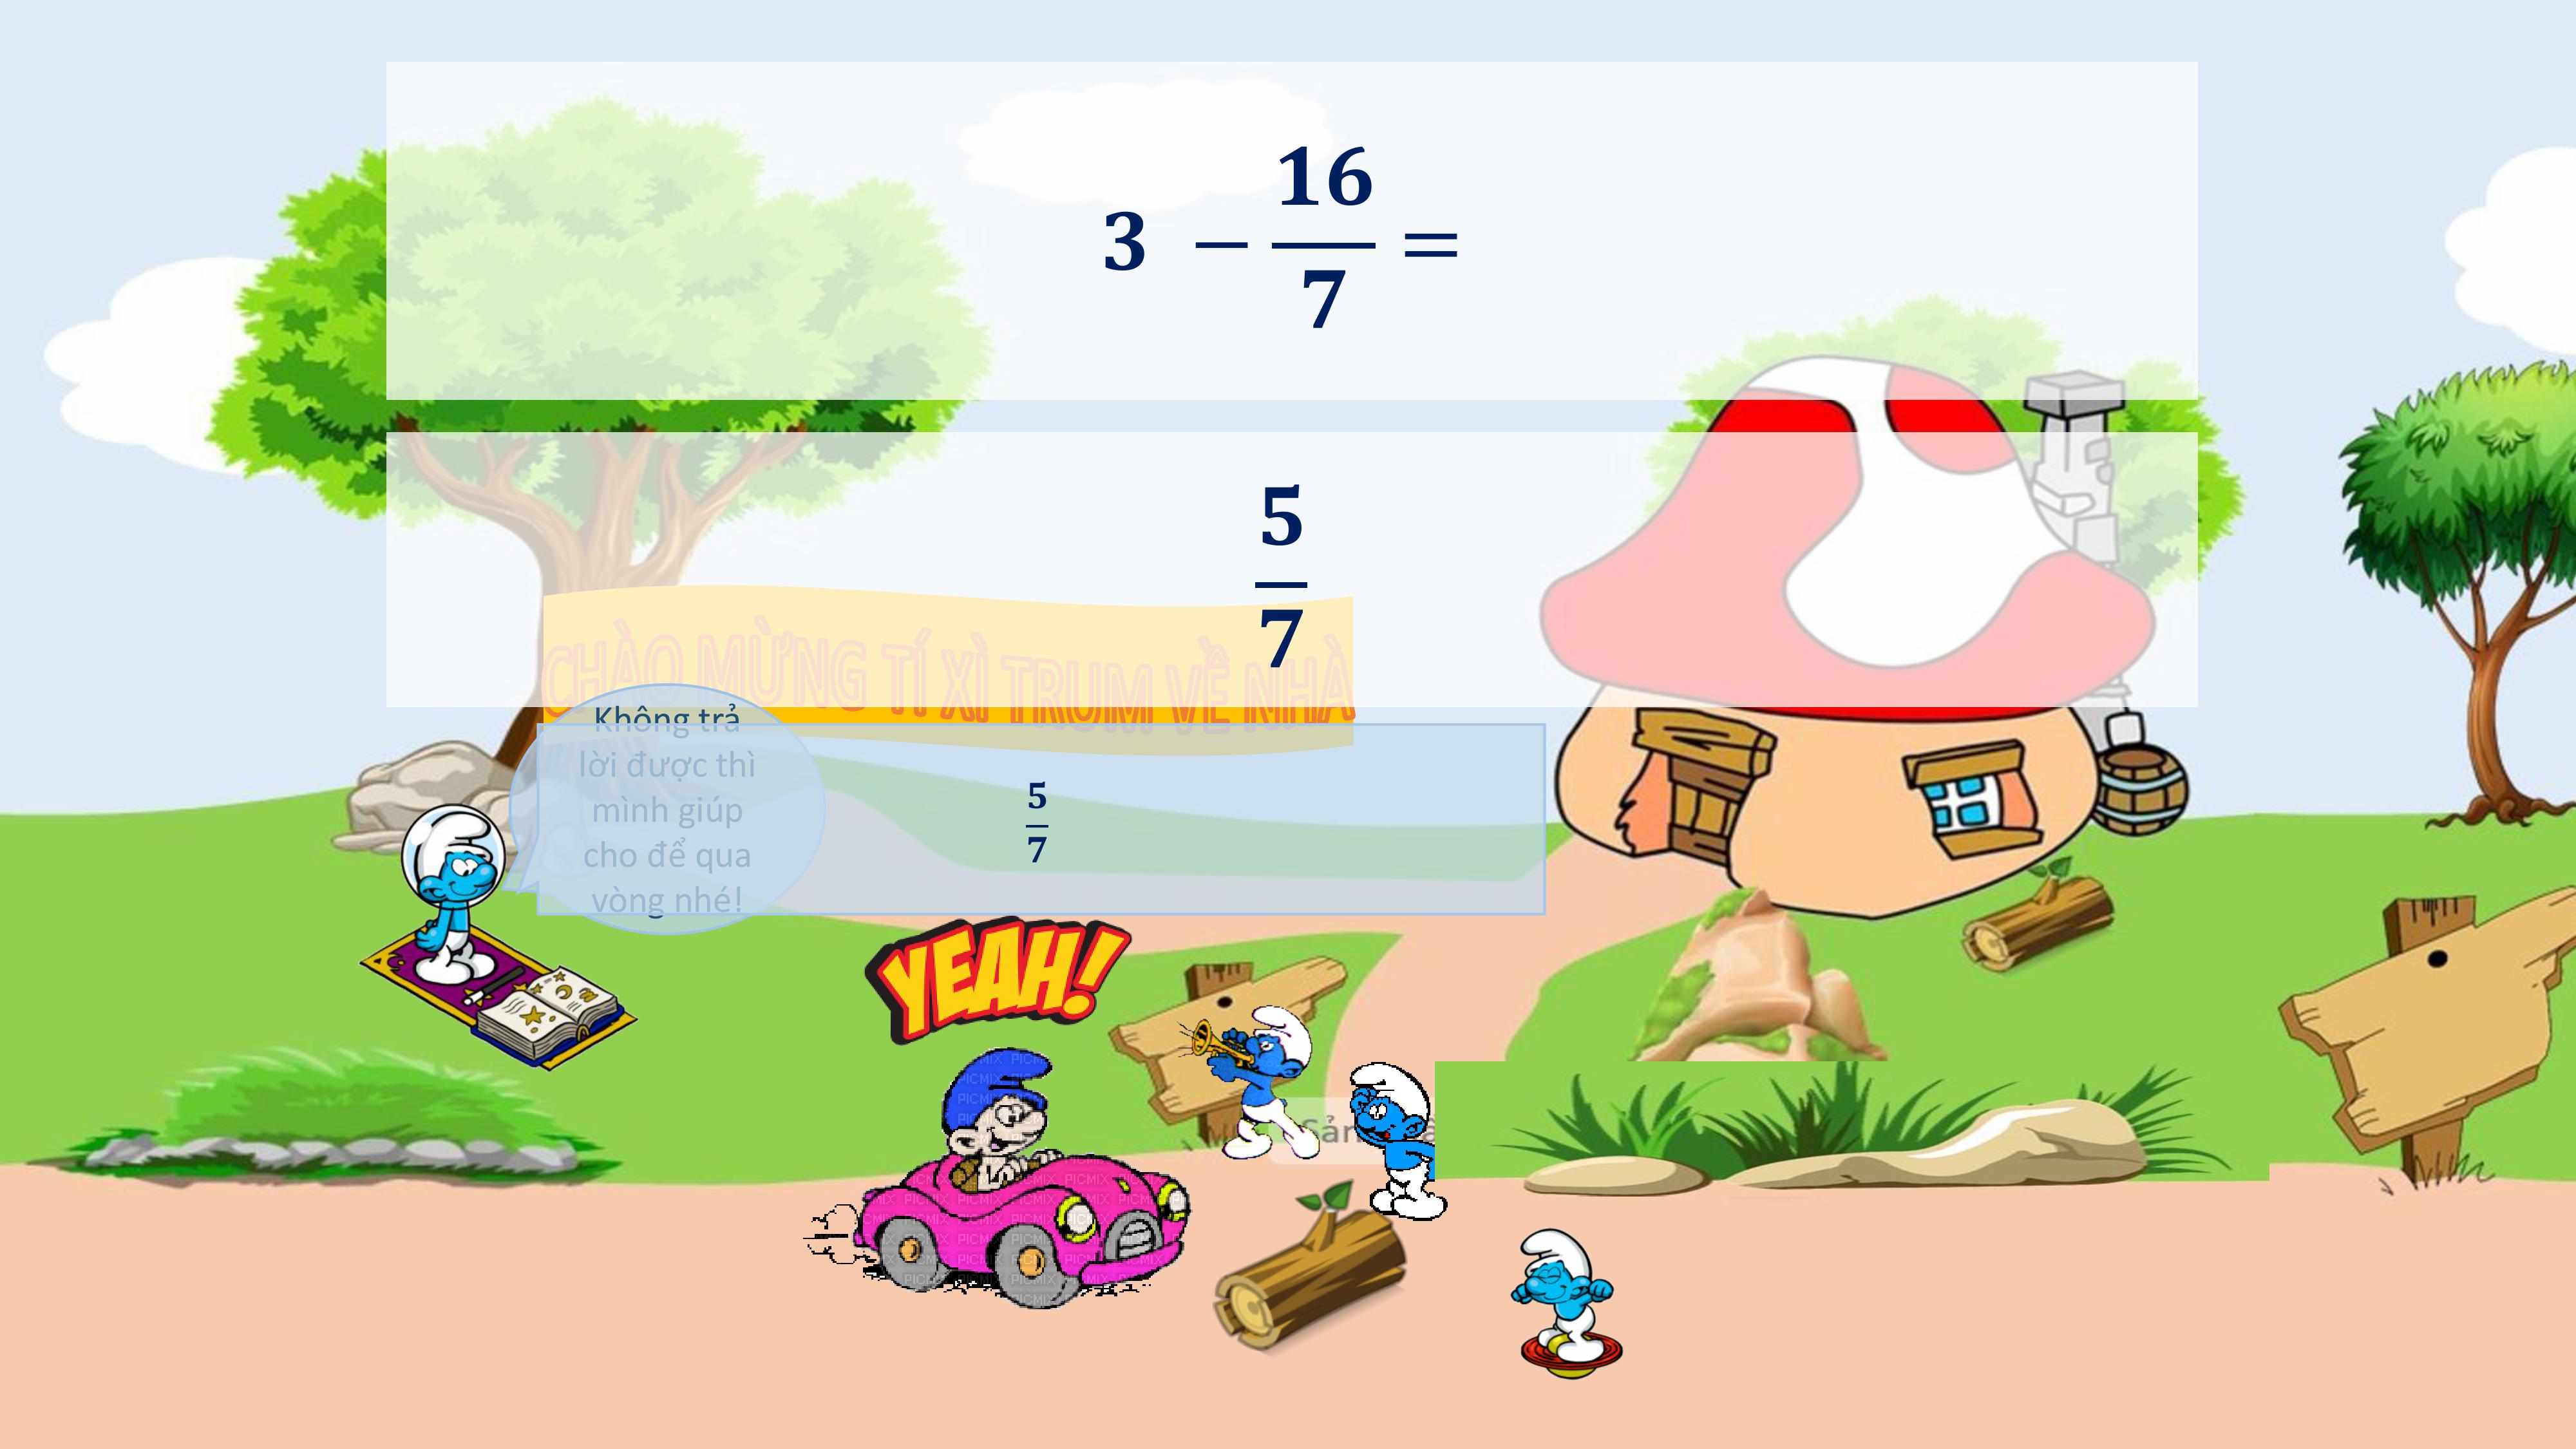 3 − 16/7 =
5/7
CHÀO MỪNG TÍ XÌ TRUM VỀ NHÀ
Không trả
lời được thì
mình giúp
cho để qua
vòng nhé!
5/7
YEAH!